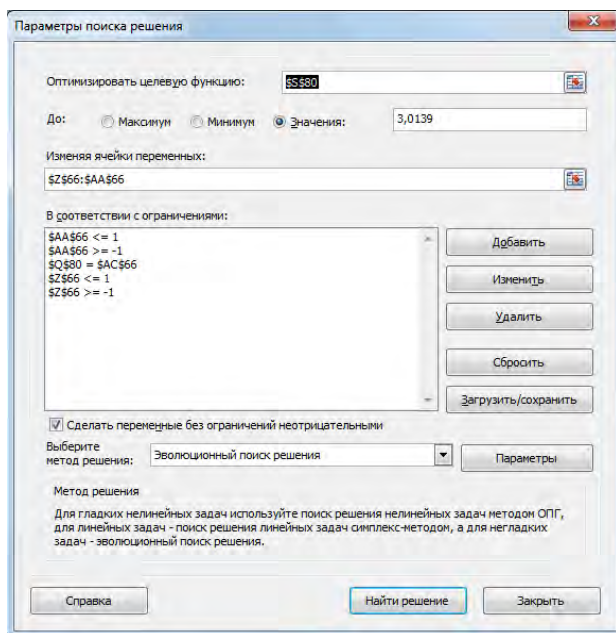 Параметры поиска решения
Оптимизировать целевую функцию: $S$80
До: Максимум Минимум Значения: 3,0139
Изменяя ячейки переменных:
$Z$66:$AA$66
В соответствии с ограничениями:
$AA$66 <= 1
$AA$66 >= -1
$Q$80 = $AC$66
$Z$66 <= 1
$Z$66 >= -1
Добавить
Изменить
Удалить
Сбросить
Загрузить/сохранить
Сделать переменные без ограничений неотрицательными
Выберите
метод решения: Эволюционный поиск решения Параметры
Метод решения
Для гладких нелинейных задач используйте поиск решения нелинейных задач методом ОПГ,
для линейных задач - поиск решения линейных задач симплекс-методом, а для негладких
задач - эволюционный поиск решения.
Справка Найти решение Закрыть